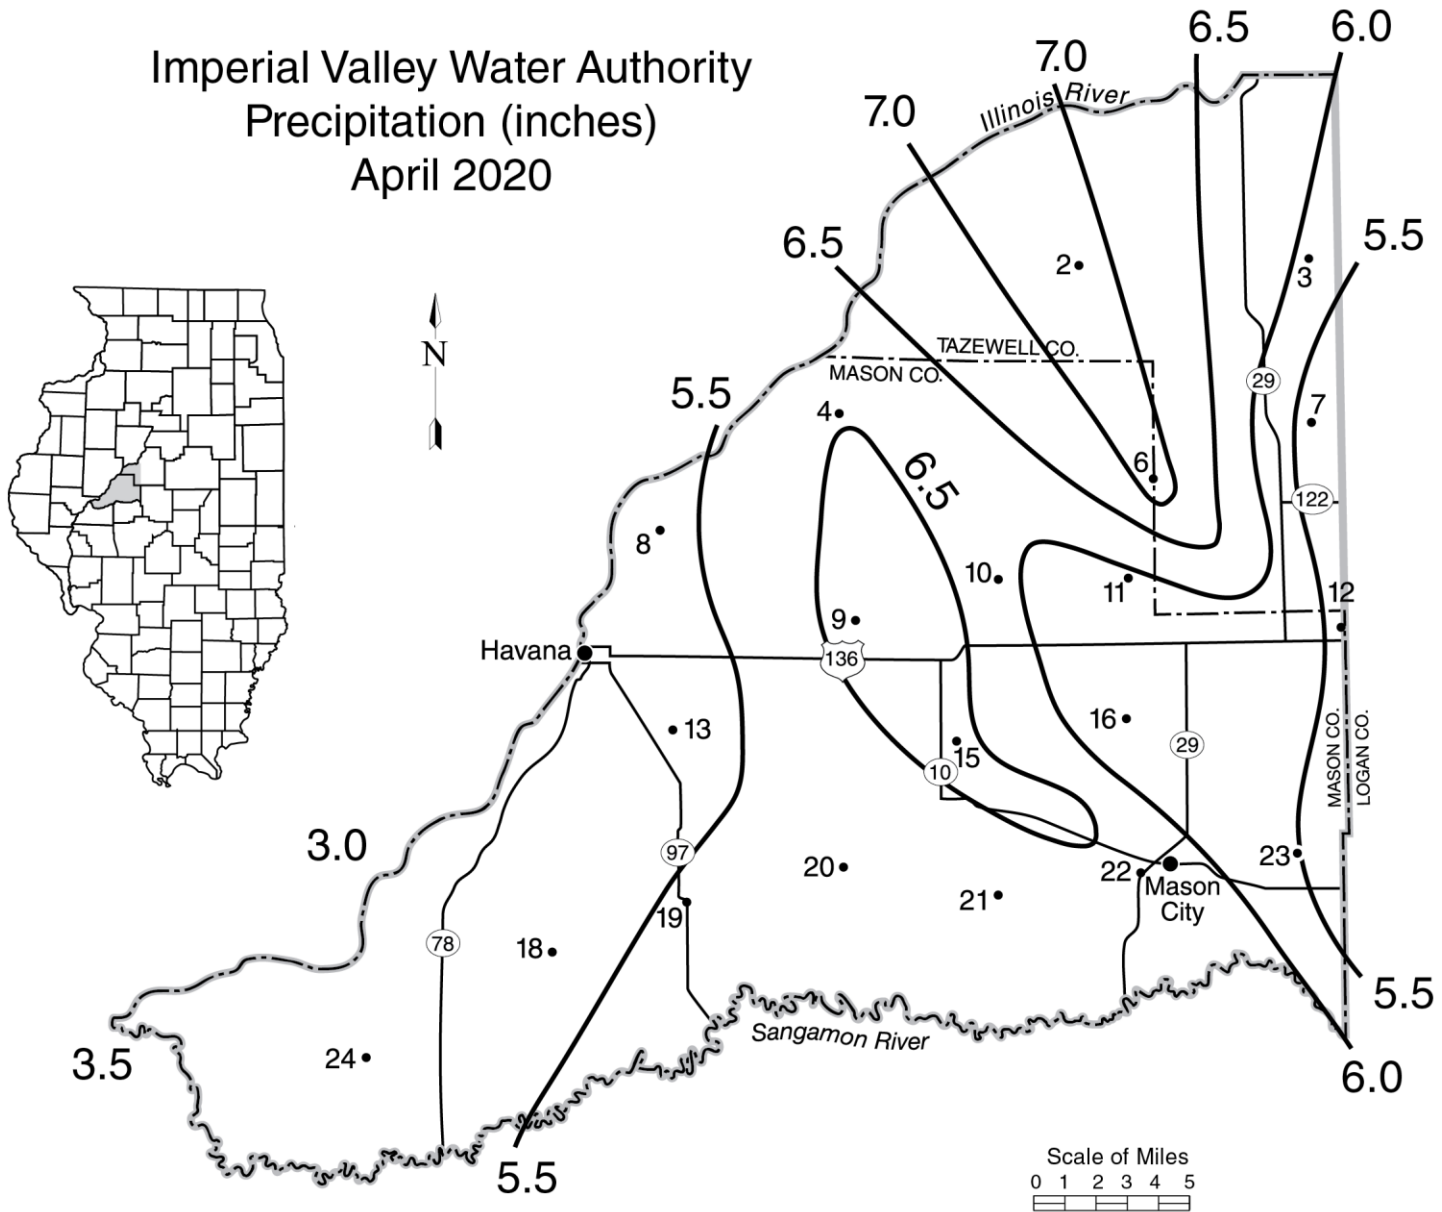 Imperial Valley Water Authority
Precipitation (inches)
April 2020
6.5
6.0
7.0
7.0
Illinois River
6.5
5.5
2
3
N
TAZEWELL CO.
MASON CO.
29
5.5
4
7
6.5
6
122
8
10
11
12
9
Havana
136
13
16
29
15
10
MASON CO.
LOGAN CO.
3.0
97
20
22
23
Mason
City
21
19
18
78
5.5
Sangamon River
24
3.5
6.0
5.5
Scale of Miles
0 1 2 3 4 5